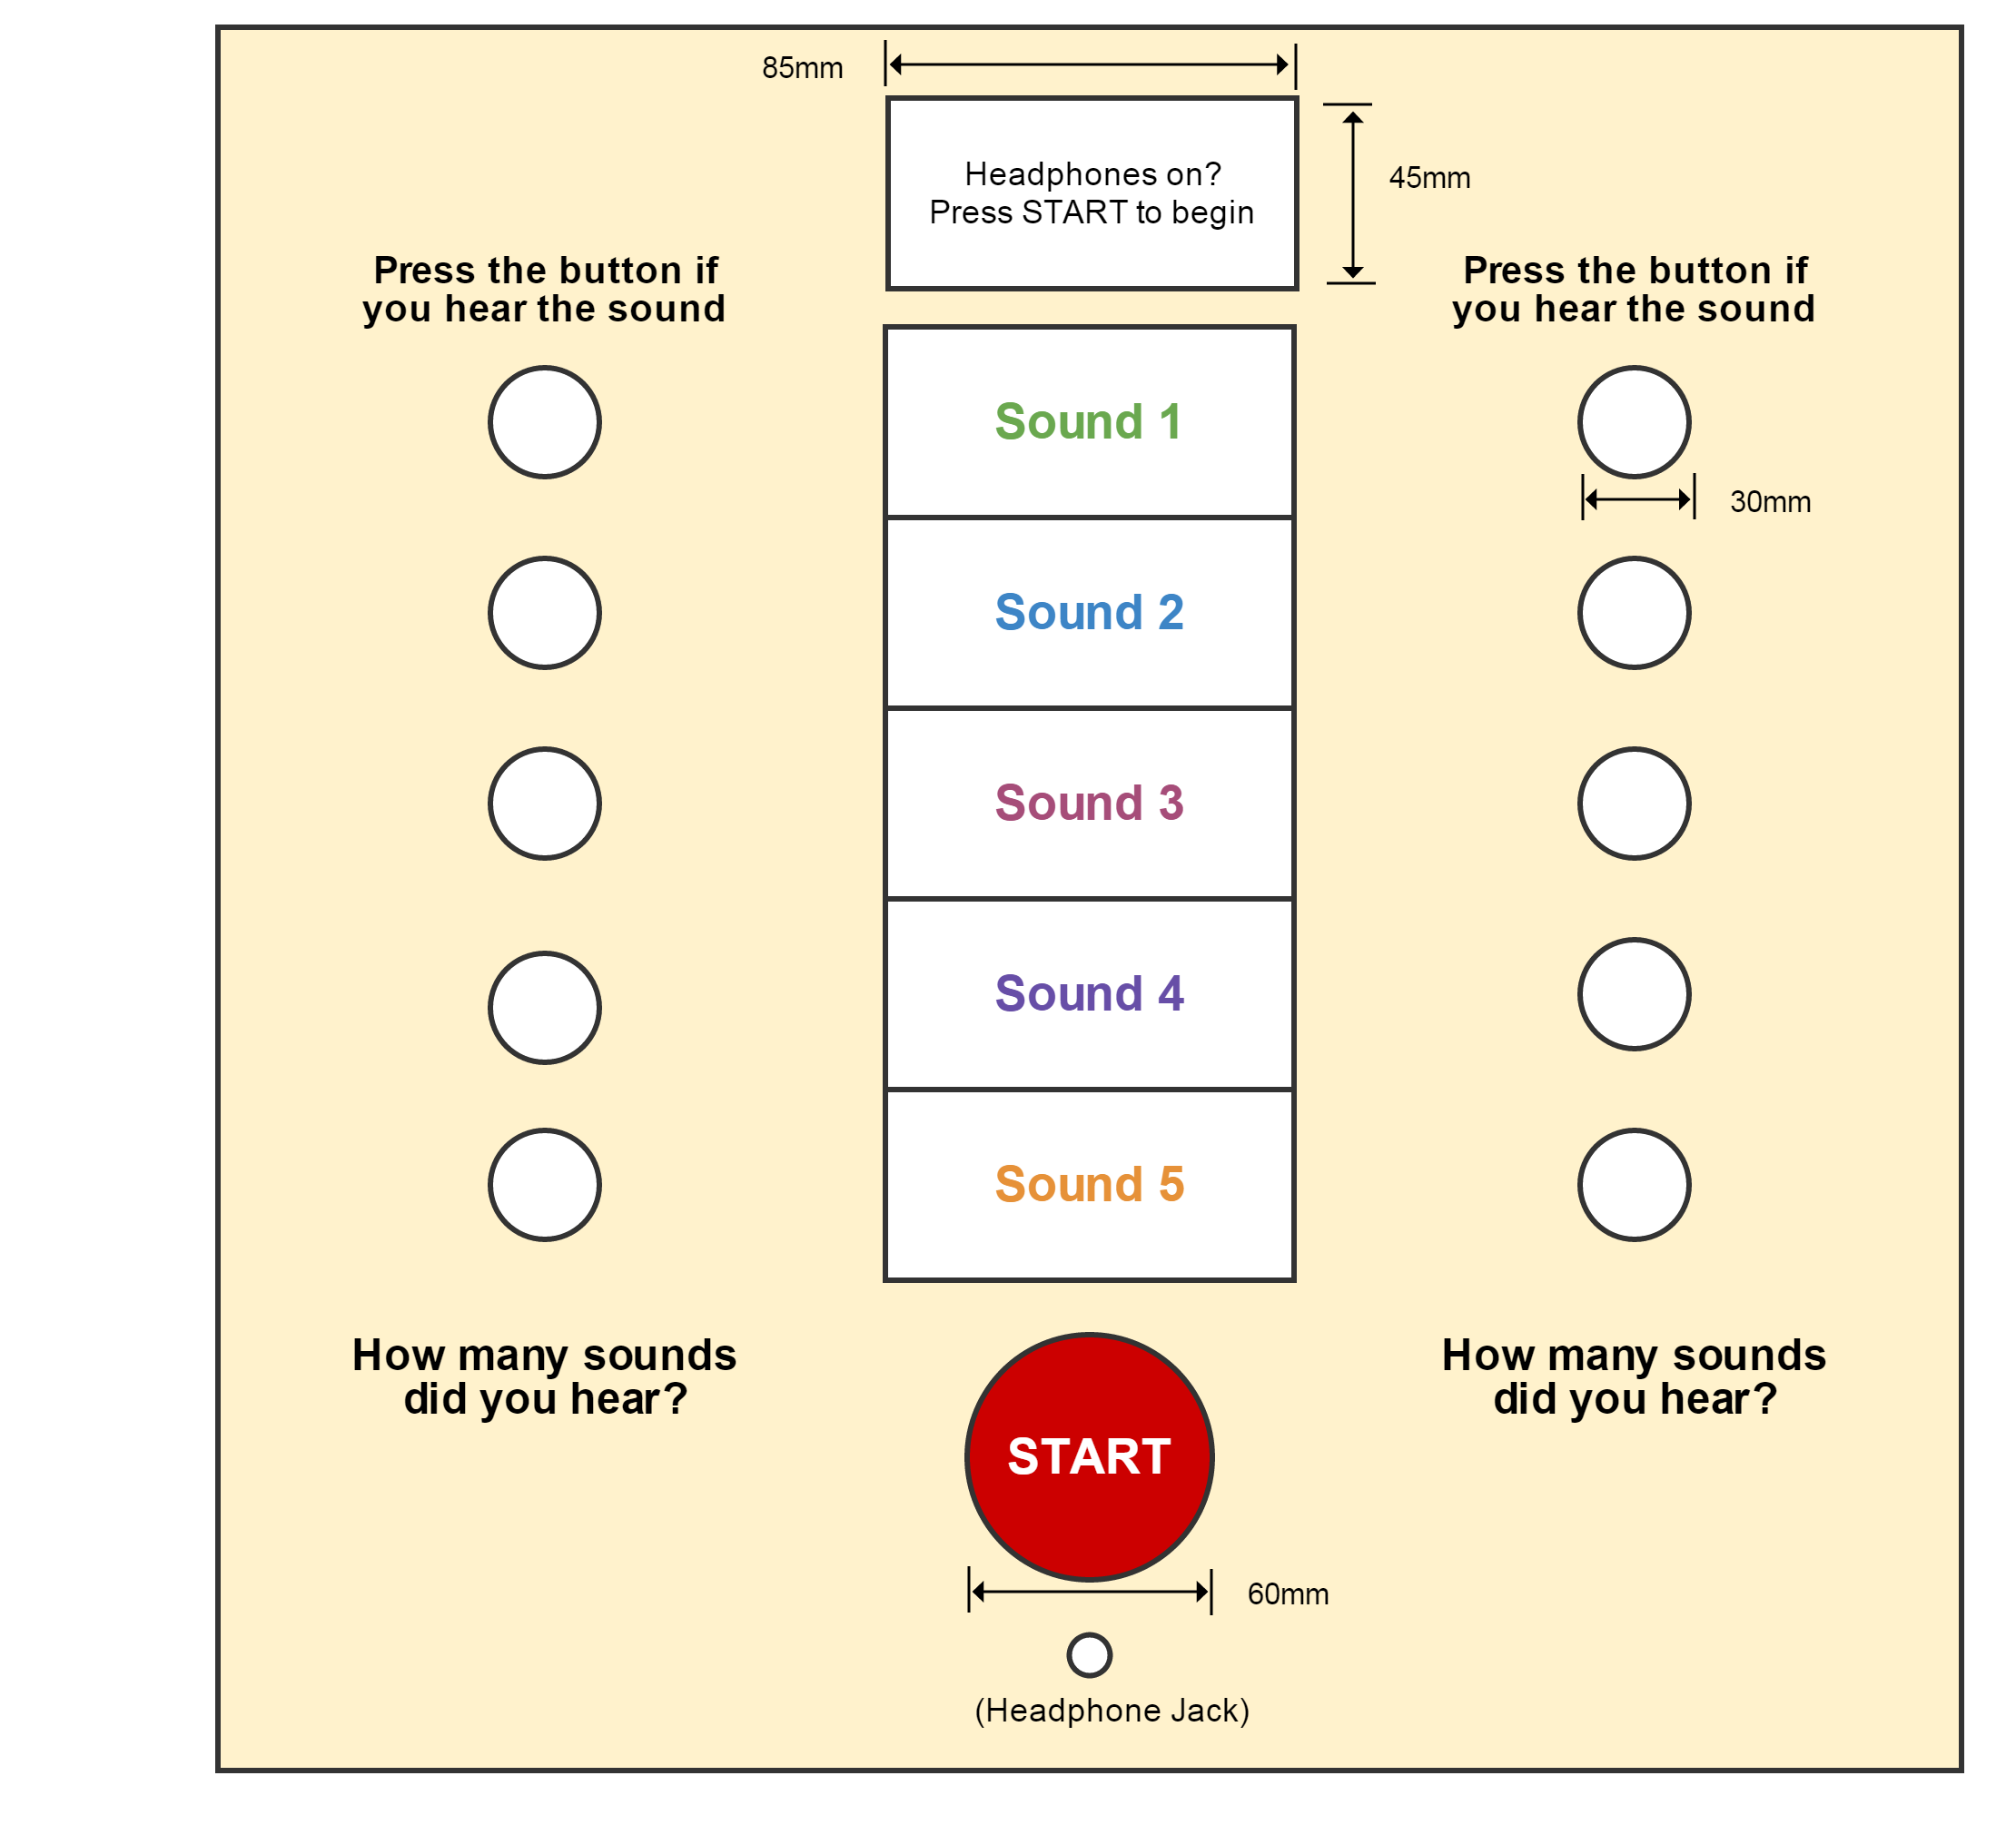 85mm
Headphones on?
Press START to begin
45mm
Press the button if
you hear the sound
Press the button if
you hear the sound
Sound 1
30mm
Sound 2
Sound 3
Sound 4
Sound 5
How many sounds
did you hear?
How many sounds
did you hear?
START
60mm
(Headphone Jack)